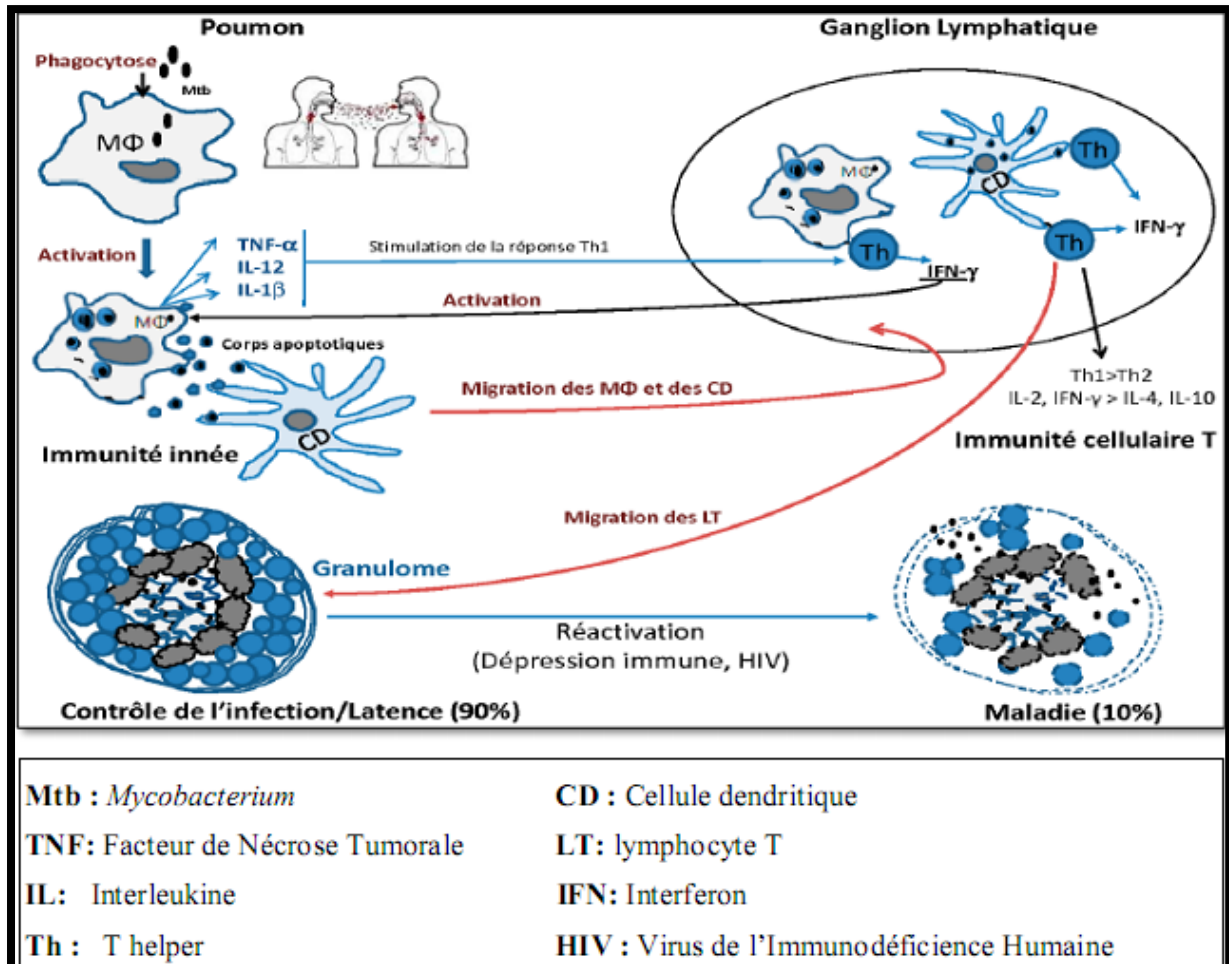 Poumon
Ganglion Lymphatique
Phagocytose
Mtb
MΦ
Activation
TNF-α
IL-12
IL-1β
Stimulation de la réponse Th1
MΦ
CD
Th
Th
Th
IFN-γ
IFN-γ
Activation
MΦ
Corps apoptotiques
CD
Migration des MΦ et des CD
Immunité innée
Th1>Th2
IL-2, IFN-γ > IL-4, IL-10
Immunité cellulaire T
Migration des LT
Granulome
Réactivation
(Dépression immune, HIV)
Contrôle de l'infection/Latence (90%)
Maladie (10%)
Mtb : Mycobacterium
CD : Cellule dendritique
TNF: Facteur de Nécrose Tumorale
LT: lymphocyte T
IL: Interleukine
IFN: Interferon
Th : T helper
HIV : Virus de l'Immunodéficience Humaine